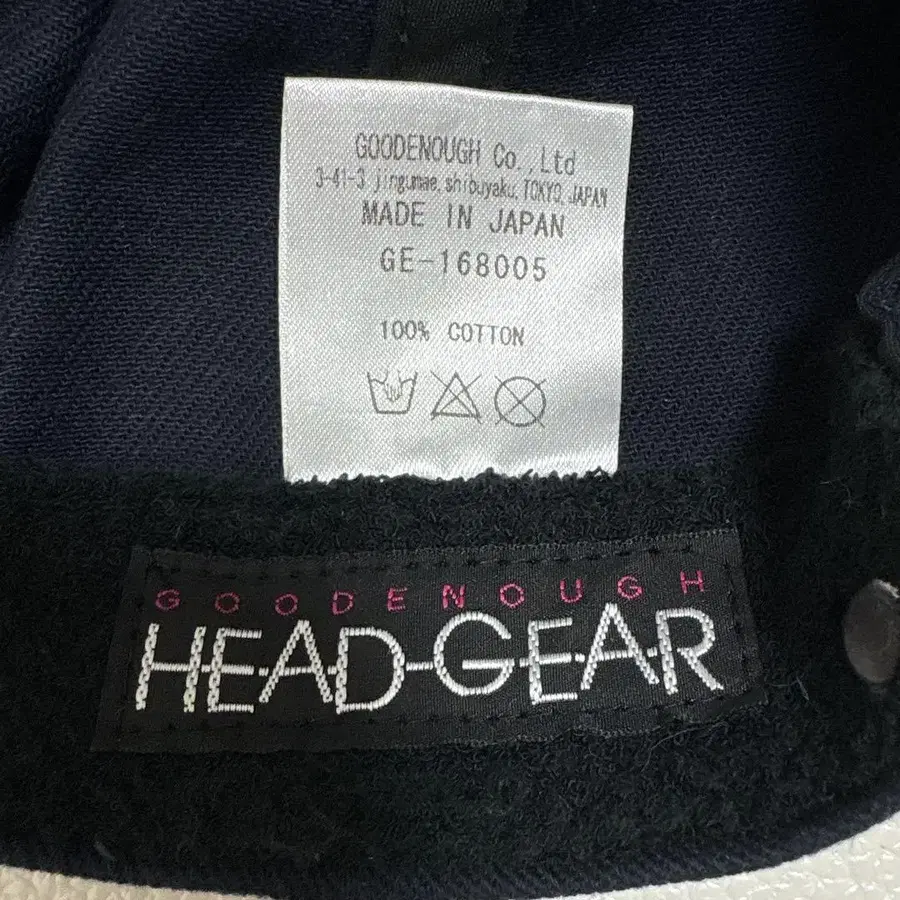 GOODENOUGH Co.,Ltd
3-41-3 jingumae, shibuyaku, TOKYO, JAPAN
MADE IN JAPAN
GE-168005
100% COTTON
GOODENOUGH
HEAD-GEAR